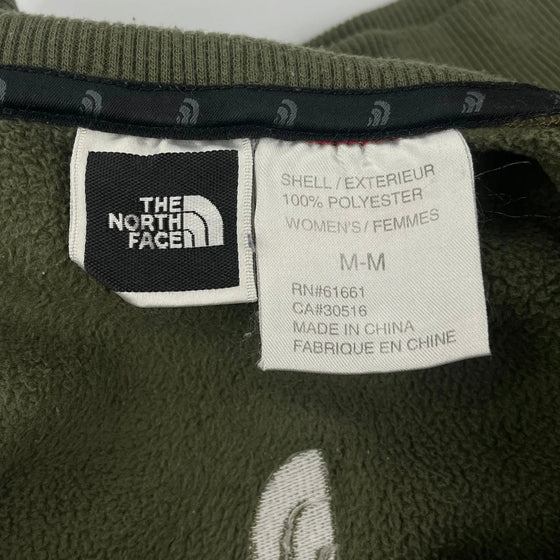 THE
NORTH
FACE
SHELL / EXTERIEUR
100% POLYESTER
WOMEN'S / FEMMES
M-M
RN#61661
CA#30516
MADE IN CHINA
FABRIQUE EN CHINE